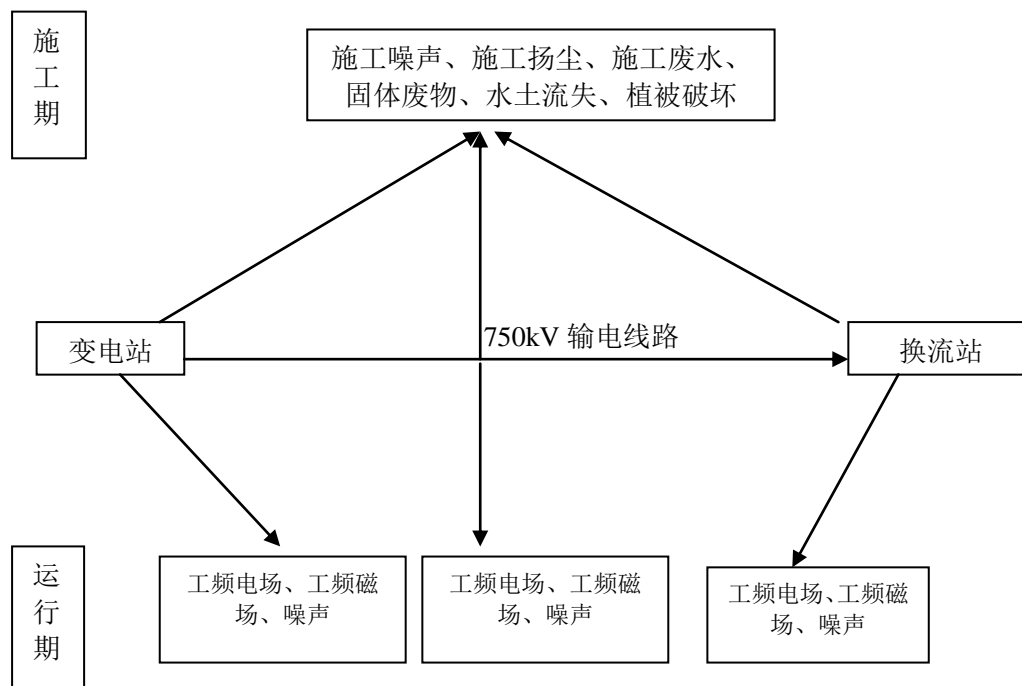 施
工
期
施工噪声、施工扬尘、施工废水、
固体废物、水土流失、植被破坏
750kV 输电线路
变电站
换流站
运
行
期
工频电场、工频磁
场、噪声
工频电场、工频磁
场、噪声
工频电场、工频磁
场、噪声